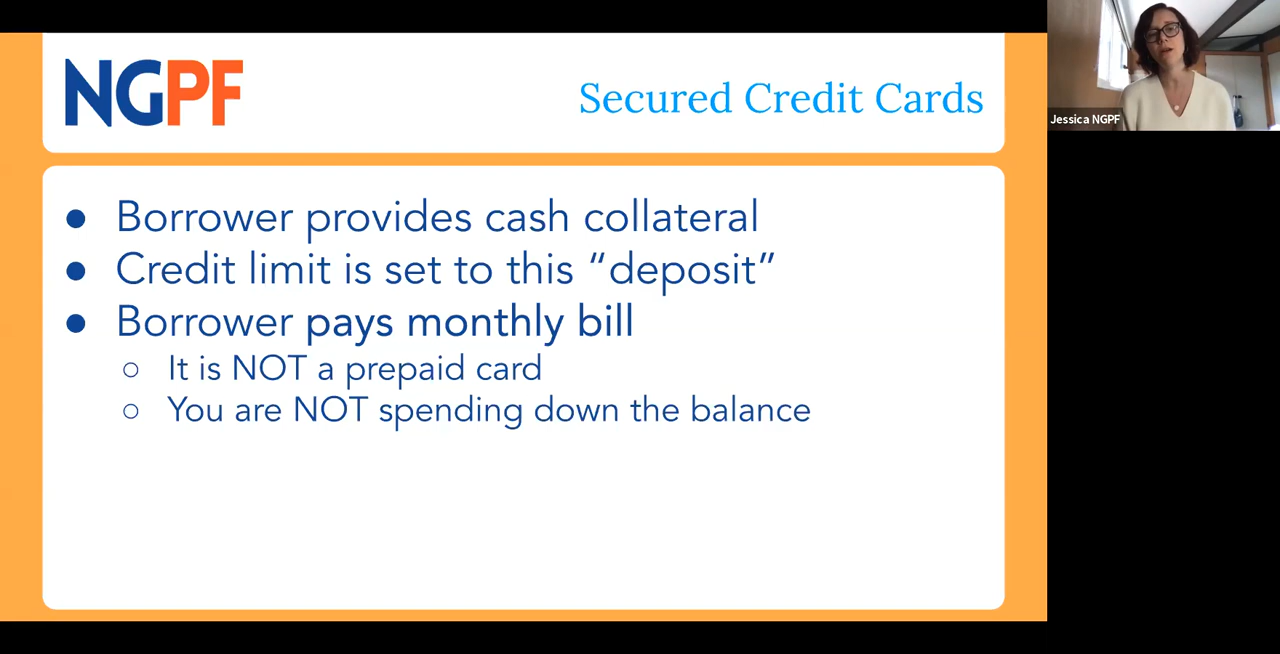 NGPF
Secured Credit Cards
Jessica NGPF
● Borrower provides cash collateral
● Credit limit is set to this “deposit”
● Borrower pays monthly bill
○ It is NOT a prepaid card
○ You are NOT spending down the balance